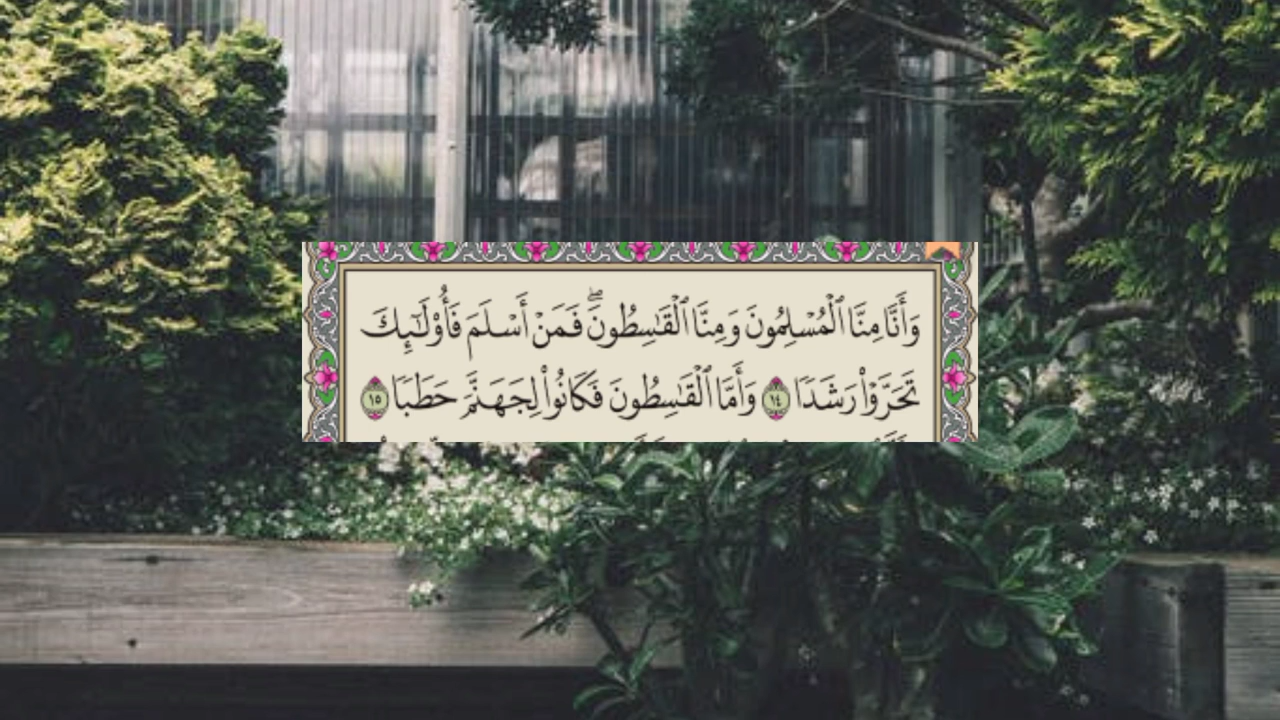 وَأَنَّا مِنَّا ٱلْمُسْلِمُونَ وَمِنَّا ٱلْقَٰسِطُونَۖ فَمَنْ أَسْلَمَ فَأُو۟لَٰٓئِكَ
تَحَرَّوْا۟ رَشَدًا ١٤ وَأَمَّا ٱلْقَٰسِطُونَ فَكَانُوا۟ لِجَهَنَّمَ حَطَبًا ١٥